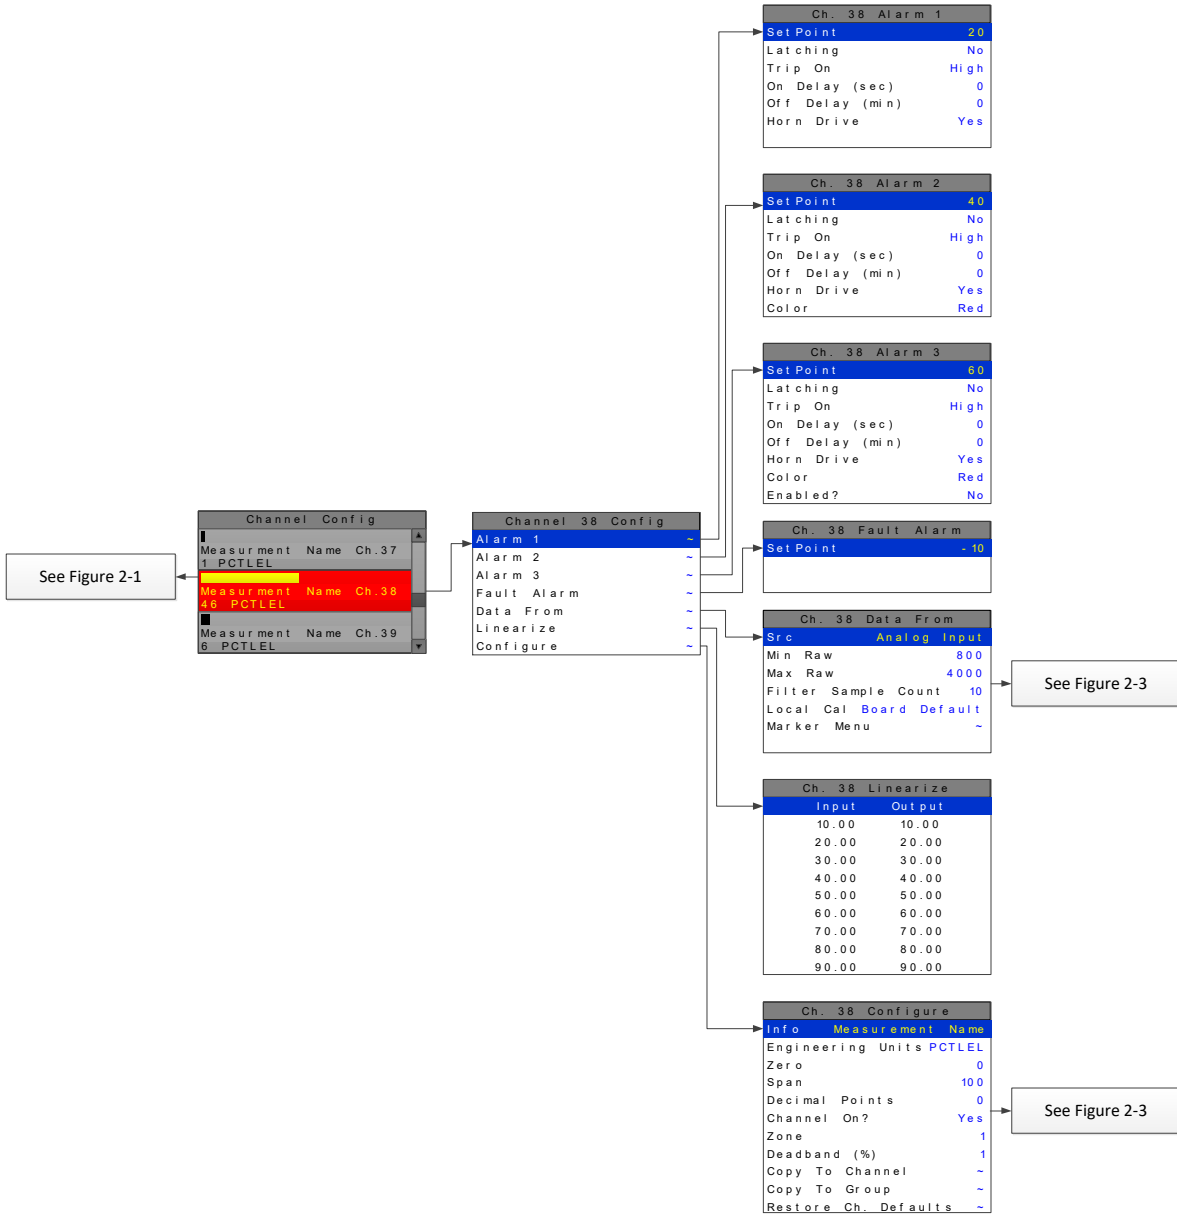 Ch. 38 Alarm 1
SetPoint 20
Latching No
Trip On High
On Delay (sec) 0
Off Delay (min) 0
Horn Drive Yes
Ch. 38 Alarm 2
SetPoint 40
Latching No
Trip On High
On Delay (sec) 0
Off Delay (min) 0
Horn Drive Yes
Color Red
Ch. 38 Alarm 3
SetPoint 60
Latching No
Trip On High
On Delay (sec) 0
Off Delay (min) 0
Horn Drive Yes
Color Red
Enabled? No
See Figure 2-1
Channel Config
Measurment Name Ch.37
1 PCTLEL
Measurment Name Ch.38
46 PCTLEL
Measurment Name Ch.39
6 PCTLEL
Channel 38 Config
Alarm 1 ~
Alarm 2 ~
Alarm 3 ~
Fault Alarm ~
Data From ~
Linearize ~
Configure ~
Ch. 38 Fault Alarm
SetPoint -10
Ch. 38 Data From
Src Analog Input
Min Raw 800
Max Raw 4000
Filter Sample Count 10
Local Cal Board Default
Marker Menu ~
See Figure 2-3
Ch. 38 Linearize
Input Output
10.00 10.00
20.00 20.00
30.00 30.00
40.00 40.00
50.00 50.00
60.00 60.00
70.00 70.00
80.00 80.00
90.00 90.00
Ch. 38 Configure
Info Measurement Name
Engineering Units PCTLEL
Zero 0
Span 100
Decimal Points 0
Channel On? Yes
Zone 1
Deadband (%) 1
Copy To Channel ~
Copy To Group ~
Restore Ch. Defaults ~
See Figure 2-3